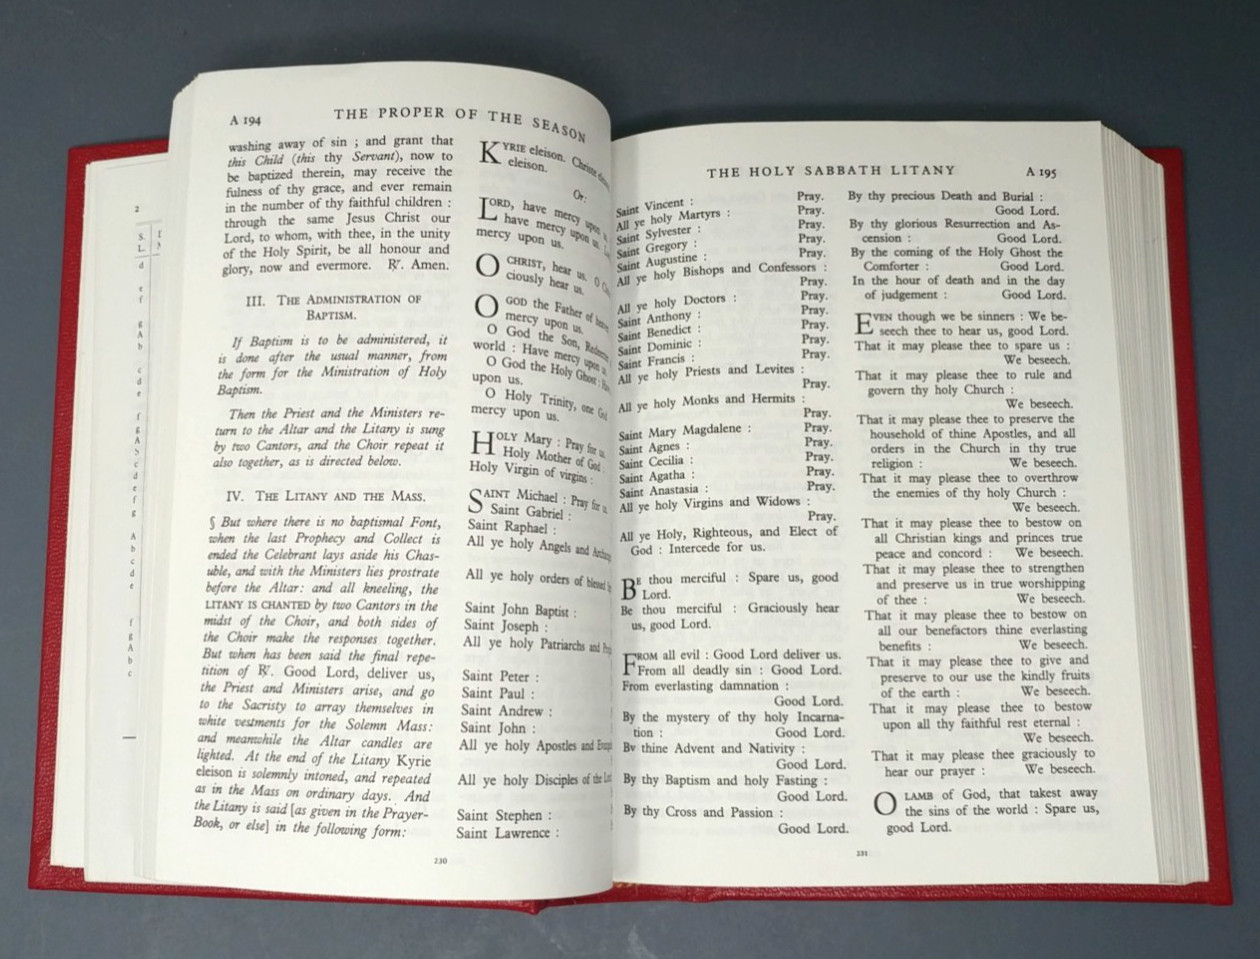 A 194
THE PROPER OF THE SEASON
washing away of sin ; and grant that
this Child (this thy Servant), now to
be baptized therein, may receive the
fulness of thy grace, and ever remain
in the number of thy faithful children :
through the same Jesus Christ our
Lord, to whom, with thee, in the unity
of the Holy Spirit, be all honour and
glory, now and evermore. ℟. Amen.
III. THE ADMINISTRATION OF
BAPTISM.
If Baptism is to be administered, it
is done after the usual manner, from
the form for the Ministration of Holy
Baptism.
Then the Priest and the Ministers re-
turn to the Altar and the Litany is sung
by two Cantors, and the Choir repeat it
also together, as is directed below.
IV. THE LITANY AND THE MASS.
§ But where there is no baptismal Font,
when the last Prophecy and Collect is
ended the Celebrant lays aside his Chas-
uble, and with the Ministers lies prostrate
before the Altar: and all kneeling, the
LITANY IS CHANTED by two Cantors in the
midst of the Choir, and both sides of
the Choir make the responses together.
But when has been said the final repe-
tition of ℟. Good Lord, deliver us,
the Priest and Ministers arise, and go
to the Sacristy to array themselves in
white vestments for the Solemn Mass:
and meanwhile the Altar candles are
lighted. At the end of the Litany Kyrie
eleison is solemnly intoned, and repeated
as in the Mass on ordinary days. And
the Litany is said [as given in the Prayer-
Book, or else] in the following form:
KYRIE eleison. Christe
eleison.
Or:
LORD, have mercy upon
have mercy upon us.
mercy upon us.
O CHRIST, hear us. O
ciously hear us.
O GOD the Father of
mercy upon us.
O God the Son,
world : Have mercy upon us.
O God the Holy Ghost :
upon us.
O Holy Trinity, one
mercy upon us.
HOLY Mary : Pray for us.
Holy Mother of God :
Holy Virgin of virgins :
SAINT Michael : Pray for us.
Saint Gabriel :
Saint Raphael :
All ye holy Angels and
All ye holy orders of blessed
Saint John Baptist :
Saint Joseph :
All ye holy Patriarchs and
Saint Peter :
Saint Paul :
Saint Andrew :
Saint John :
All ye holy Apostles and
All ye holy Disciples of the
Saint Stephen :
Saint Lawrence :
230
THE HOLY SABBATH LITANY
A 195
Saint Vincent : Pray.
All ye holy Martyrs : Pray.
Saint Sylvester : Pray.
Saint Gregory : Pray.
Saint Augustine : Pray.
All ye holy Bishops and Confessors :
Pray.
All ye holy Doctors : Pray.
Saint Anthony : Pray.
Saint Benedict : Pray.
Saint Dominic : Pray.
Saint Francis : Pray.
All ye holy Priests and Levites :
Pray.
All ye holy Monks and Hermits :
Pray.
Saint Mary Magdalene : Pray.
Saint Agnes : Pray.
Saint Cecilia : Pray.
Saint Agatha : Pray.
Saint Anastasia : Pray.
All ye holy Virgins and Widows :
Pray.
All ye Holy, Righteous, and Elect of
God : Intercede for us.
BE thou merciful : Spare us, good
Lord.
Be thou merciful : Graciously hear
us, good Lord.
FROM all evil : Good Lord deliver us.
From all deadly sin : Good Lord.
From everlasting damnation :
Good Lord.
By the mystery of thy holy Incarna-
tion : Good Lord.
By thine Advent and Nativity :
Good Lord.
By thy Baptism and holy Fasting :
Good Lord.
By thy Cross and Passion :
Good Lord.
By thy precious Death and Burial :
Good Lord.
By thy glorious Resurrection and As-
cension : Good Lord.
By the coming of the Holy Ghost the
Comforter : Good Lord.
In the hour of death and in the day
of judgement : Good Lord.
EVEN though we be sinners : We be-
seech thee to hear us, good Lord.
That it may please thee to spare us :
We beseech.
That it may please thee to rule and
govern thy holy Church :
We beseech.
That it may please thee to preserve the
household of thine Apostles, and all
orders in the Church in thy true
religion : We beseech.
That it may please thee to overthrow
the enemies of thy holy Church :
We beseech.
That it may please thee to bestow on
all Christian kings and princes true
peace and concord : We beseech.
That it may please thee to strengthen
and preserve us in true worshipping
of thee : We beseech.
That it may please thee to bestow on
all our benefactors thine everlasting
benefits : We beseech.
That it may please thee to give and
preserve to our use the kindly fruits
of the earth : We beseech.
That it may please thee to bestow
upon all thy faithful rest eternal :
We beseech.
That it may please thee graciously to
hear our prayer : We beseech.
O LAMB of God, that takest away
the sins of the world : Spare us,
good Lord.
231